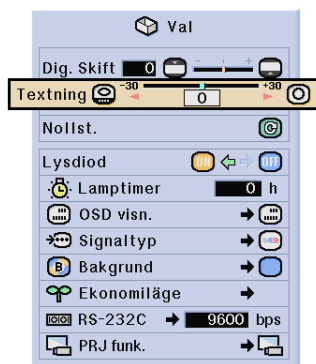 Val
Dig. Skift 0 - +
Textning -30 0 +30
Nollst.
Lysdiod ON OFF
Lamptimer 0 h
OSD visn.
Signaltyp
B Bakgrund
Ekonomiläge
RS-232C 9600 bps
PRJ funk.